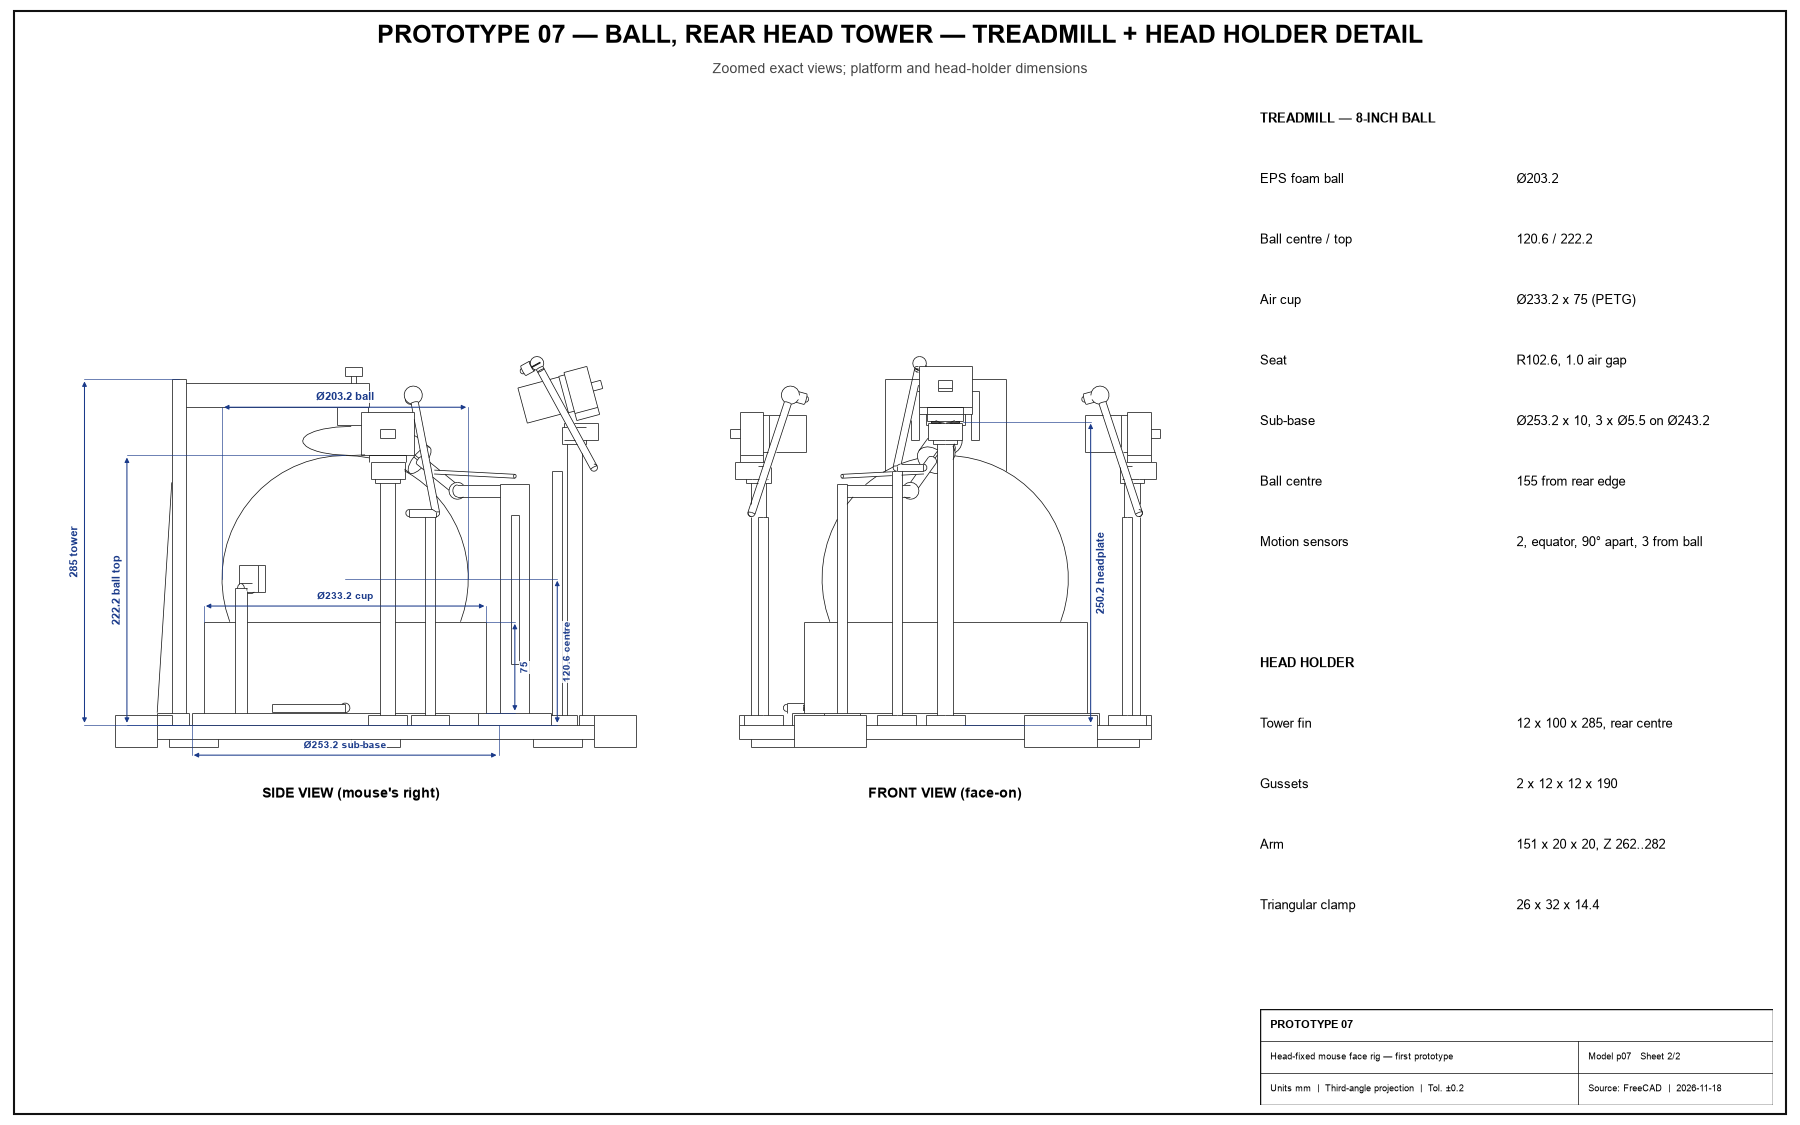 PROTOTYPE 07 — BALL, REAR HEAD TOWER — TREADMILL + HEAD HOLDER DETAIL
Zoomed exact views; platform and head-holder dimensions
285 tower
222.2 ball top
Ø203.2 ball
Ø233.2 cup
75
120.6 centre
Ø253.2 sub-base
SIDE VIEW (mouse's right)
250.2 headplate
FRONT VIEW (face-on)
TREADMILL — 8-INCH BALL
EPS foam ball Ø203.2
Ball centre / top 120.6 / 222.2
Air cup Ø233.2 x 75 (PETG)
Seat R102.6, 1.0 air gap
Sub-base Ø253.2 x 10, 3 x Ø5.5 on Ø243.2
Ball centre 155 from rear edge
Motion sensors 2, equator, 90° apart, 3 from ball
HEAD HOLDER
Tower fin 12 x 100 x 285, rear centre
Gussets 2 x 12 x 12 x 190
Arm 151 x 20 x 20, Z 262..282
Triangular clamp 26 x 32 x 14.4
PROTOTYPE 07
Head-fixed mouse face rig — first prototype Model p07 Sheet 2/2
Units mm | Third-angle projection | Tol. ±0.2 Source: FreeCAD | 2026-11-18